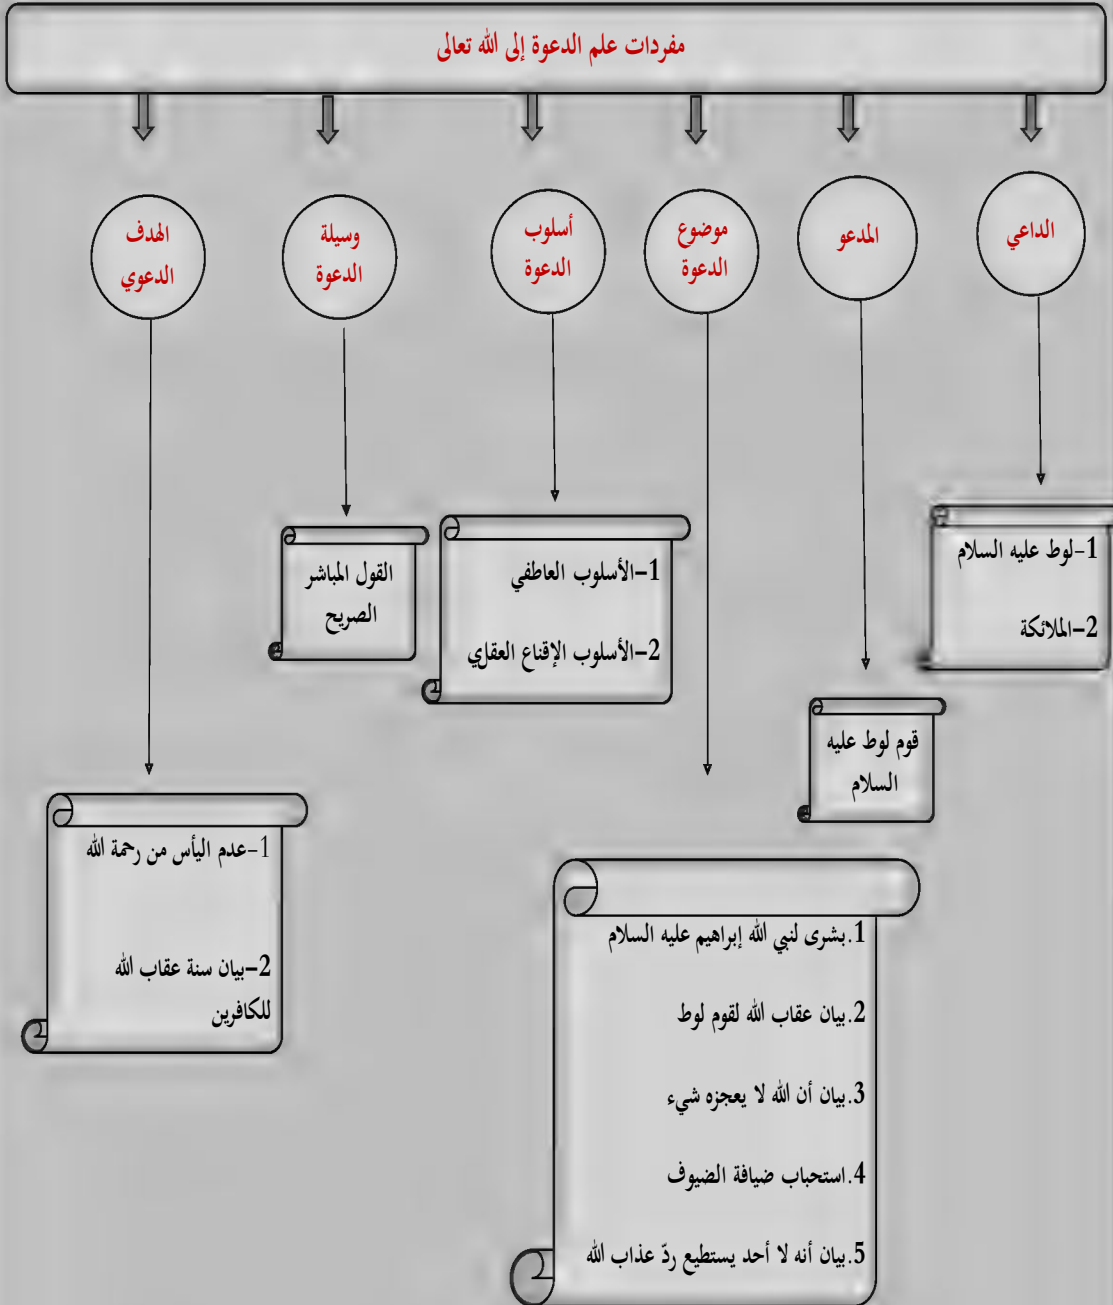 مفردات علم الدعوة إلى الله تعالى
الداعي
المدعو
موضوع
الدعوة
أسلوب
الدعوة
وسيلة
الدعوة
الهدف
الدعوي
1-لوط عليه السلام
2-الملائكة
قوم لوط عليه
السلام
1.بشرى لنبي الله إبراهيم عليه السلام
2.بيان عقاب الله لقوم لوط
3.بيان أن الله لا يعجزه شيء
4.استحباب ضيافة الضيوف
5.بيان أنه لا أحد يستطيع ردّ عذاب الله
1-الأسلوب العاطفي
2-الأسلوب الإقناع العقلي
القول المباشر
الصريح
1-عدم اليأس من رحمة الله
2-بيان سنة عقاب الله
للكافرين